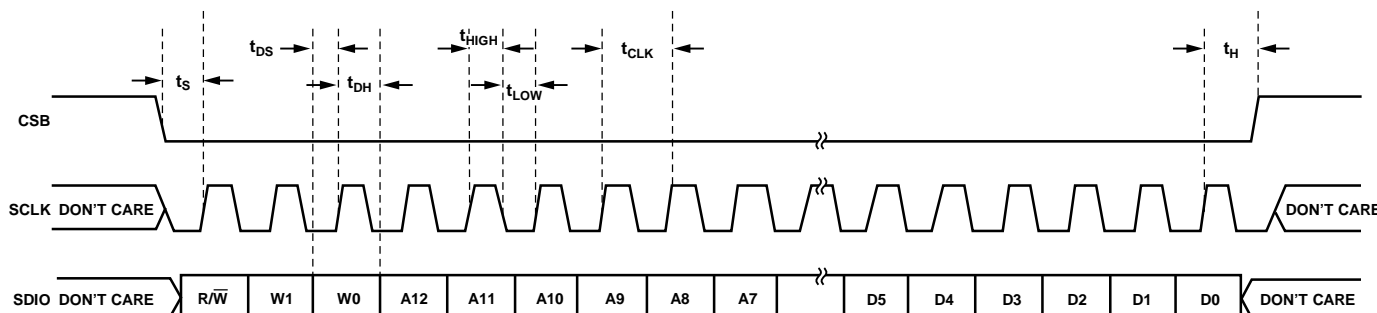 tDS
tHIGH
tCLK
tH
tS
tDH
tLOW
CSB
SCLK DON'T CARE
DON'T CARE
SDIO DON'T CARE
R/W̅
W1
W0
A12
A11
A10
A9
A8
A7
D5
D4
D3
D2
D1
D0
DON'T CARE